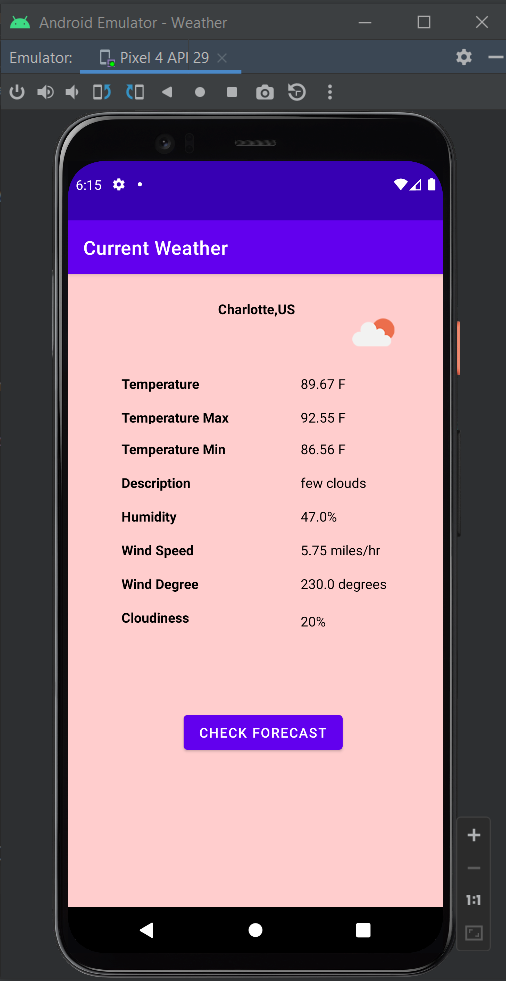 Android Emulator - Weather
Emulator: Pixel 4 API 29
6:15
Current Weather
Charlotte,US
Temperature 89.67 F
Temperature Max 92.55 F
Temperature Min 86.56 F
Description few clouds
Humidity 47.0%
Wind Speed 5.75 miles/hr
Wind Degree 230.0 degrees
Cloudiness 20%
CHECK FORECAST
1:1